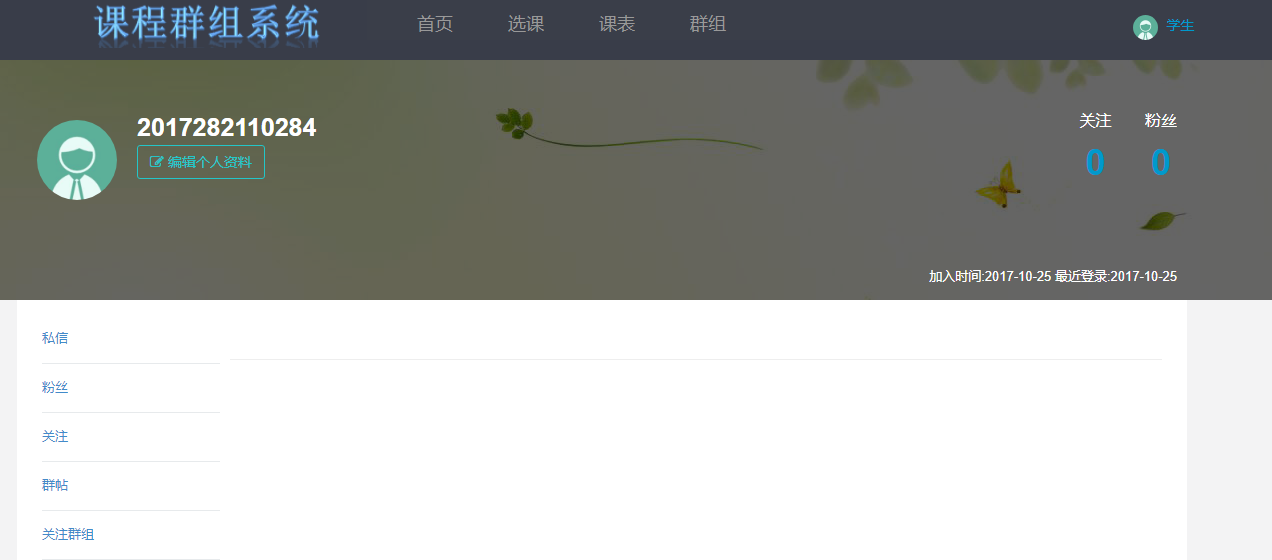 课程群组系统
首页 选课 课表 群组
学生
2017282110284
编辑个人资料
关注 粉丝
0 0
加入时间:2017-10-25 最近登录:2017-10-25
私信
粉丝
关注
群帖
关注群组